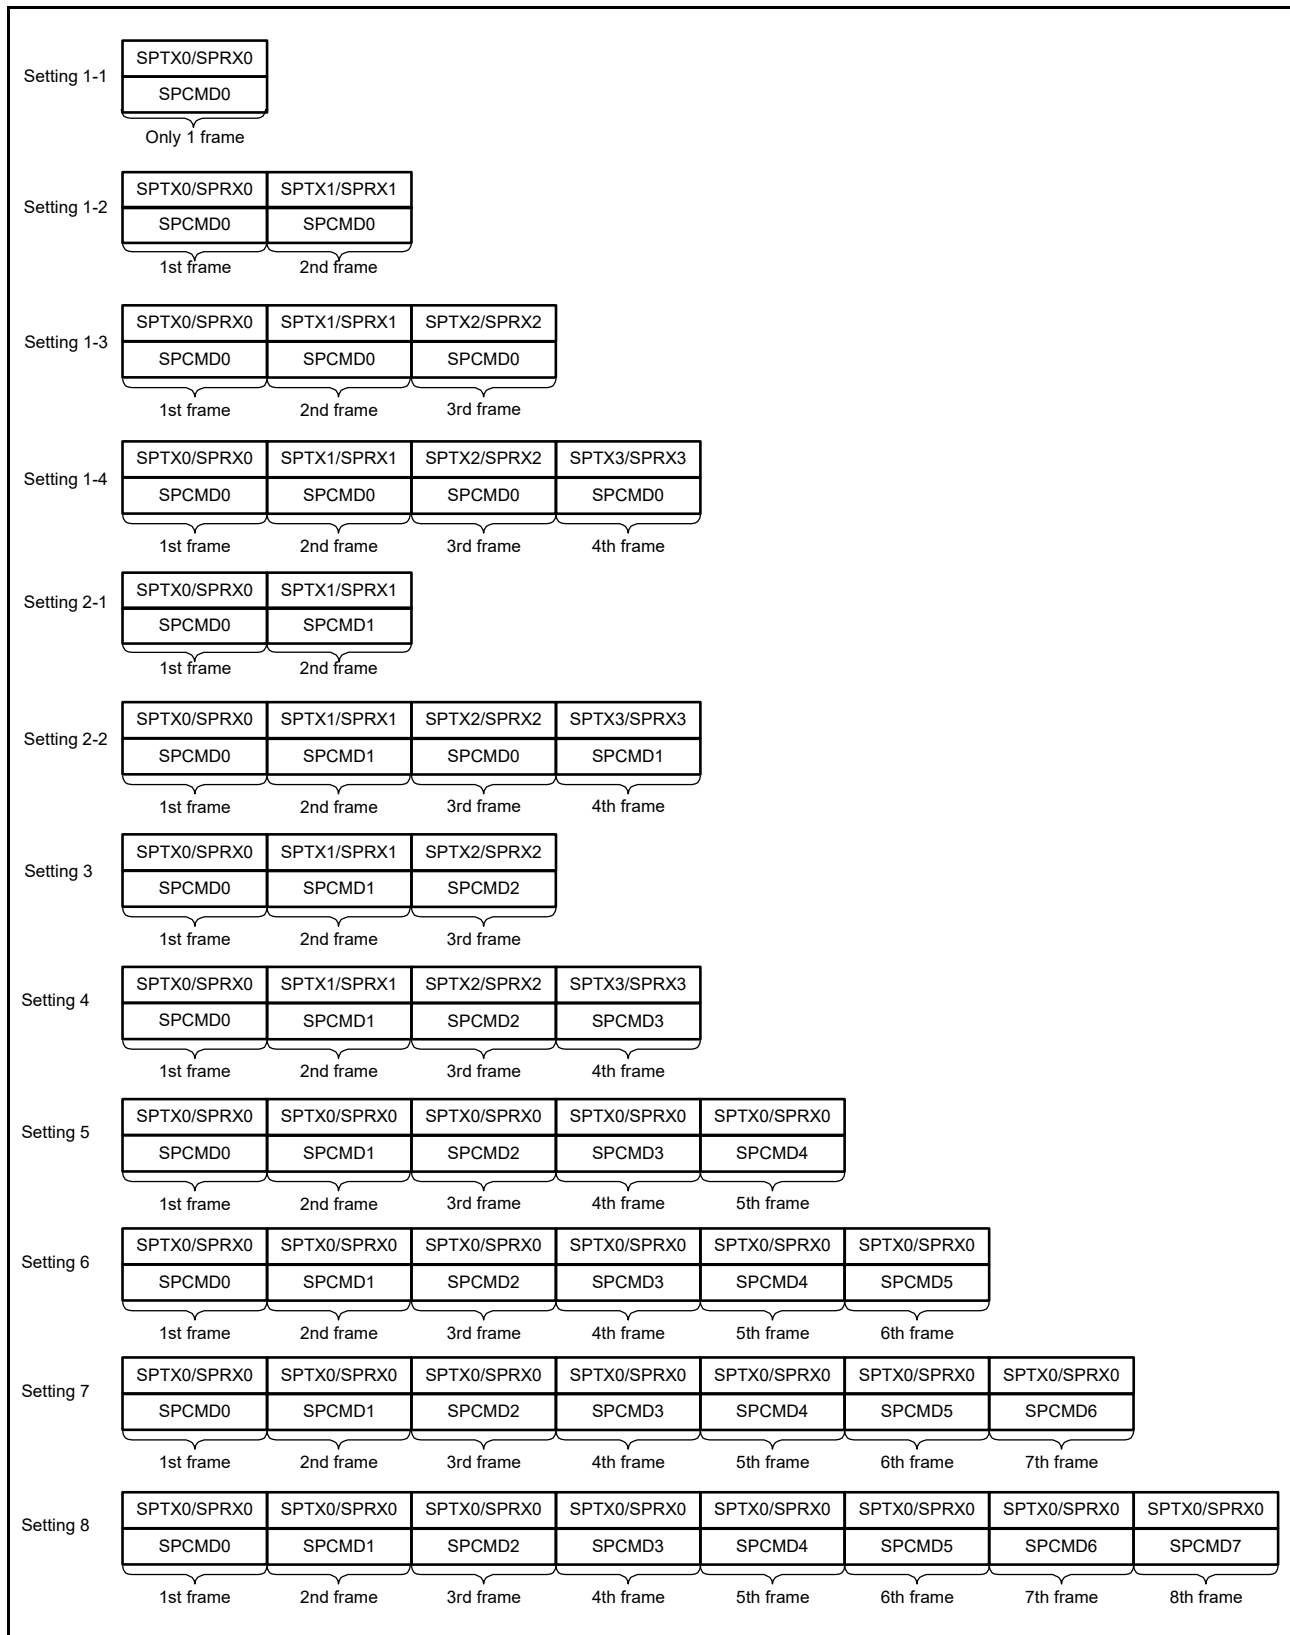 Setting 1-1
SPTX0/SPRX0
SPCMD0
Only 1 frame
Setting 1-2
SPTX0/SPRX0 SPTX1/SPRX1
SPCMD0 SPCMD0
1st frame 2nd frame
Setting 1-3
SPTX0/SPRX0 SPTX1/SPRX1 SPTX2/SPRX2
SPCMD0 SPCMD0 SPCMD0
1st frame 2nd frame 3rd frame
Setting 1-4
SPTX0/SPRX0 SPTX1/SPRX1 SPTX2/SPRX2 SPTX3/SPRX3
SPCMD0 SPCMD0 SPCMD0 SPCMD0
1st frame 2nd frame 3rd frame 4th frame
Setting 2-1
SPTX0/SPRX0 SPTX1/SPRX1
SPCMD0 SPCMD1
1st frame 2nd frame
Setting 2-2
SPTX0/SPRX0 SPTX1/SPRX1 SPTX2/SPRX2 SPTX3/SPRX3
SPCMD0 SPCMD1 SPCMD0 SPCMD1
1st frame 2nd frame 3rd frame 4th frame
Setting 3
SPTX0/SPRX0 SPTX1/SPRX1 SPTX2/SPRX2
SPCMD0 SPCMD1 SPCMD2
1st frame 2nd frame 3rd frame
Setting 4
SPTX0/SPRX0 SPTX1/SPRX1 SPTX2/SPRX2 SPTX3/SPRX3
SPCMD0 SPCMD1 SPCMD2 SPCMD3
1st frame 2nd frame 3rd frame 4th frame
Setting 5
SPTX0/SPRX0 SPTX0/SPRX0 SPTX0/SPRX0 SPTX0/SPRX0 SPTX0/SPRX0
SPCMD0 SPCMD1 SPCMD2 SPCMD3 SPCMD4
1st frame 2nd frame 3rd frame 4th frame 5th frame
Setting 6
SPTX0/SPRX0 SPTX0/SPRX0 SPTX0/SPRX0 SPTX0/SPRX0 SPTX0/SPRX0 SPTX0/SPRX0
SPCMD0 SPCMD1 SPCMD2 SPCMD3 SPCMD4 SPCMD5
1st frame 2nd frame 3rd frame 4th frame 5th frame 6th frame
Setting 7
SPTX0/SPRX0 SPTX0/SPRX0 SPTX0/SPRX0 SPTX0/SPRX0 SPTX0/SPRX0 SPTX0/SPRX0 SPTX0/SPRX0
SPCMD0 SPCMD1 SPCMD2 SPCMD3 SPCMD4 SPCMD5 SPCMD6
1st frame 2nd frame 3rd frame 4th frame 5th frame 6th frame 7th frame
Setting 8
SPTX0/SPRX0 SPTX0/SPRX0 SPTX0/SPRX0 SPTX0/SPRX0 SPTX0/SPRX0 SPTX0/SPRX0 SPTX0/SPRX0 SPTX0/SPRX0
SPCMD0 SPCMD1 SPCMD2 SPCMD3 SPCMD4 SPCMD5 SPCMD6 SPCMD7
1st frame 2nd frame 3rd frame 4th frame 5th frame 6th frame 7th frame 8th frame